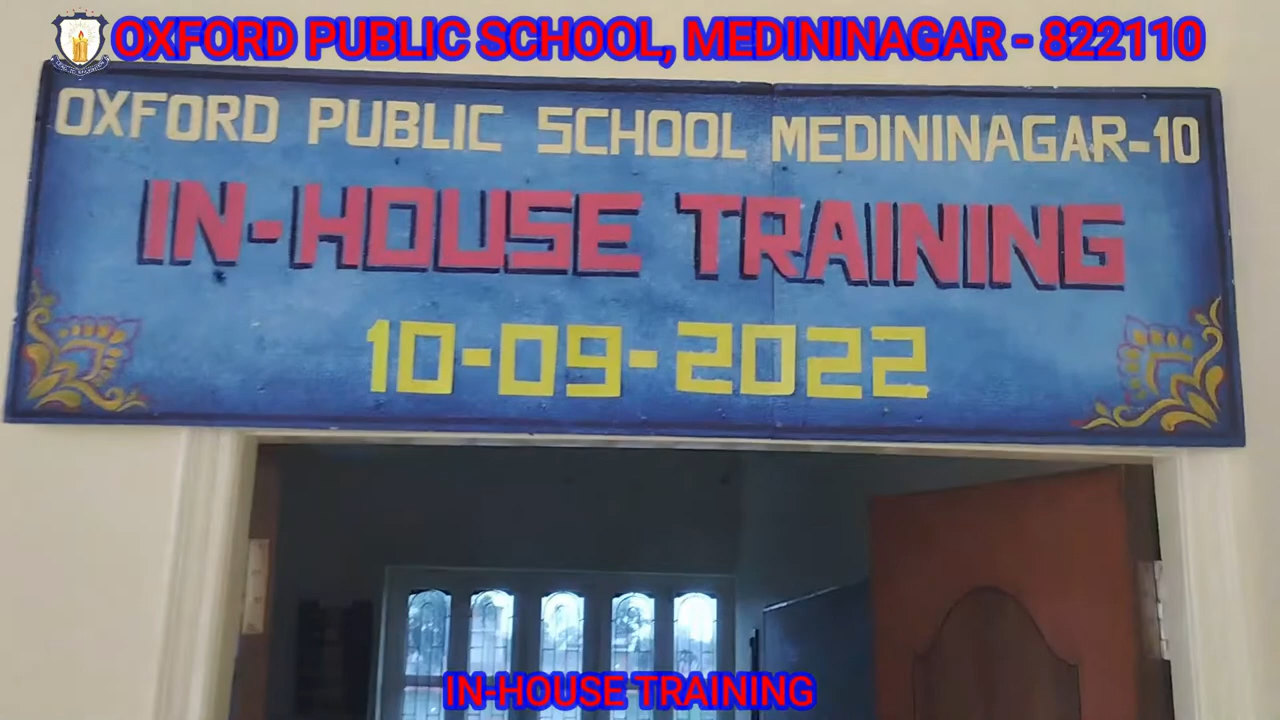 OXFORD PUBLIC SCHOOL, MEDININAGAR - 822110
OXFORD PUBLIC SCHOOL MEDININAGAR-10
IN-HOUSE TRAINING
10-09-2022
IN-HOUSE TRAINING